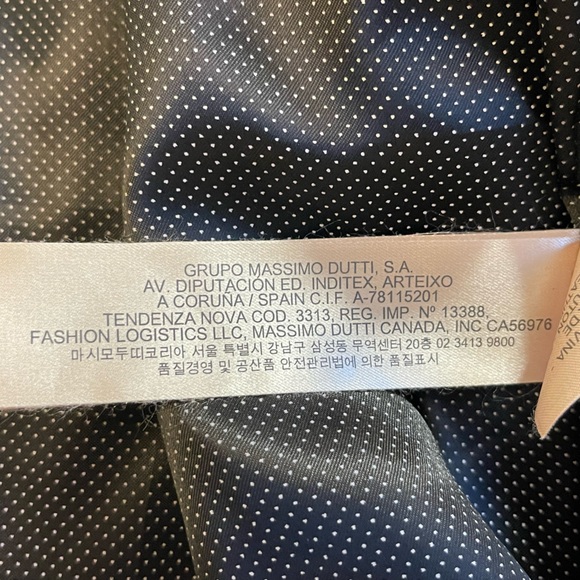 GRUPO MASSIMO DUTTI, S.A.
AV. DIPUTACIÓN ED. INDITEX, ARTEIXO
A CORUÑA / SPAIN C.I.F. A-78115201
TENDENZA NOVA COD. 3313, REG. IMP. Nº 13388,
FASHION LOGISTICS LLC, MASSIMO DUTTI CANADA, INC CA56976
마시모두띠코리아 서울 특별시 강남구 삼성동 무역센터 20층 02 3413 9800
품질경영 및 공산품 안전관리법에 의한 품질표시